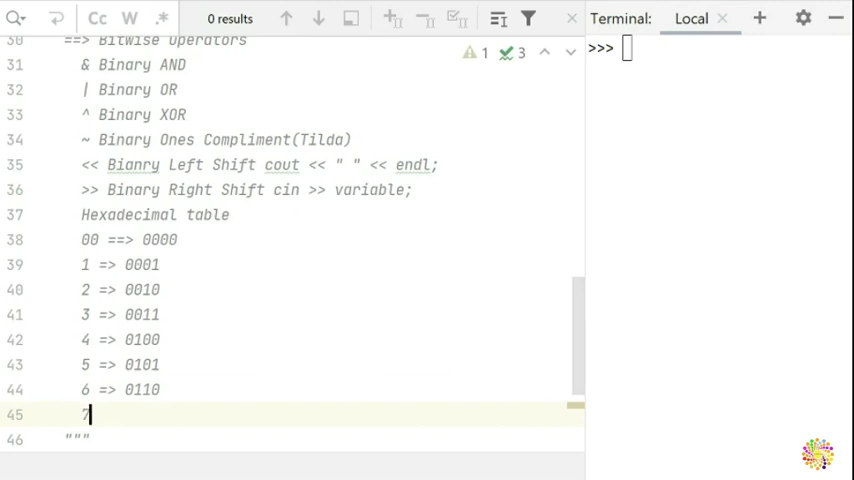 Cc W .* 0 results
Terminal: Local
30 ==> BitWise Operators
31 & Binary AND
32 | Binary OR
33 ^ Binary XOR
34 ~ Binary Ones Compliment(Tilda)
35 << Bianry Left Shift cout << " " << endl;
36 >> Binary Right Shift cin >> variable;
37 Hexadecimal table
38 00 ==> 0000
39 1 => 0001
40 2 => 0010
41 3 => 0011
42 4 => 0100
43 5 => 0101
44 6 => 0110
45 7
46 """
1 3
>>>